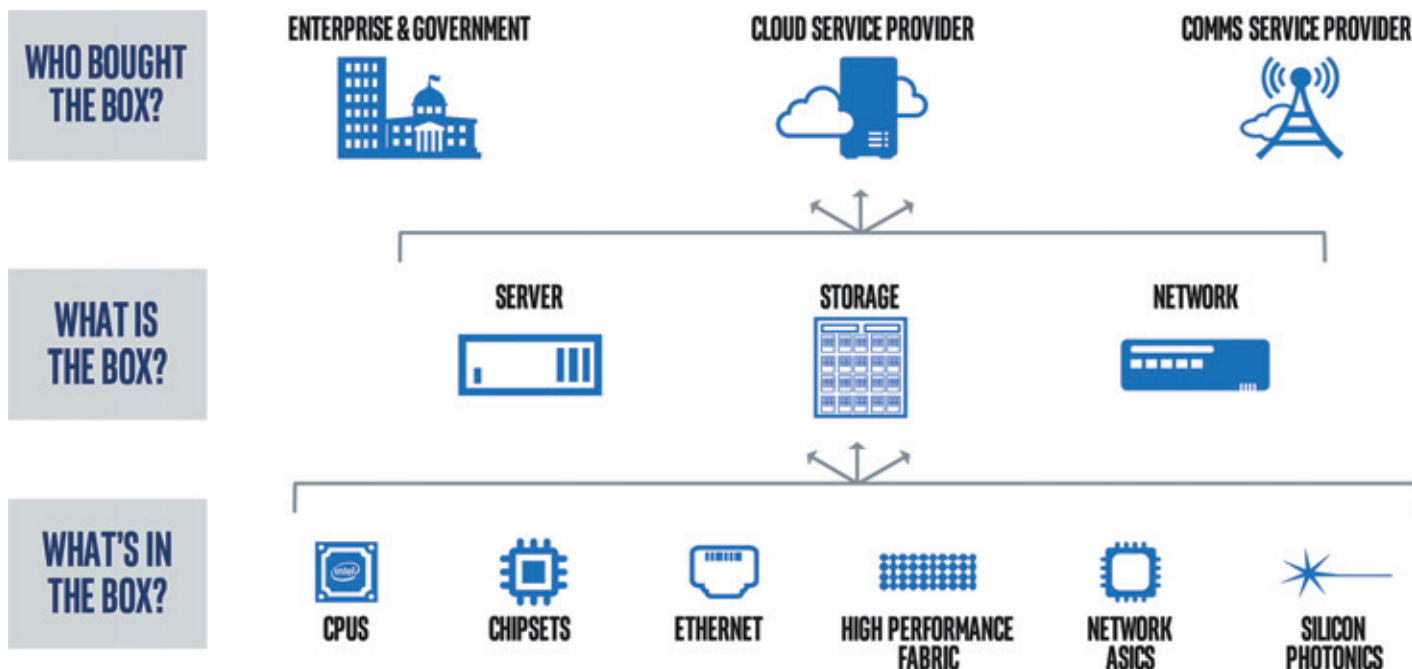 WHO BOUGHT
THE BOX?
ENTERPRISE & GOVERNMENT
CLOUD SERVICE PROVIDER
COMMS SERVICE PROVIDER
WHAT IS
THE BOX?
SERVER
STORAGE
NETWORK
WHAT'S IN
THE BOX?
intel
CPUS
CHIPSETS
ETHERNET
HIGH PERFORMANCE
FABRIC
NETWORK
ASICS
SILICON
PHOTONICS